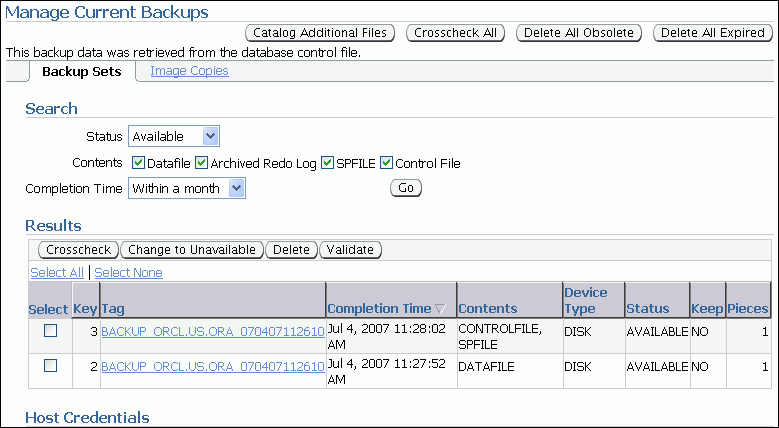 Manage Current Backups
Catalog Additional Files Crosscheck All Delete All Obsolete Delete All Expired
This backup data was retrieved from the database control file.
Backup Sets Image Copies
Search
Status Available
Contents Datafile Archived Redo Log SPFILE Control File
Completion Time Within a month Go
Results
Crosscheck Change to Unavailable Delete Validate
Select All | Select None
Select Key Tag Completion Time Contents Device Type Status Keep Pieces
3 BACKUP_ORCL.US.ORA_070407112610 Jul 4, 2007 11:28:02 AM CONTROLFILE, SPFILE DISK AVAILABLE NO 1
2 BACKUP_ORCL.US.ORA_070407112610 Jul 4, 2007 11:27:52 AM DATAFILE DISK AVAILABLE NO 1
Host Credentials